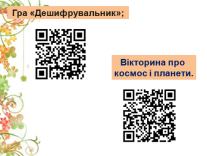 Гра «Дешифрувальник»;
Вікторина про
космос і планети.